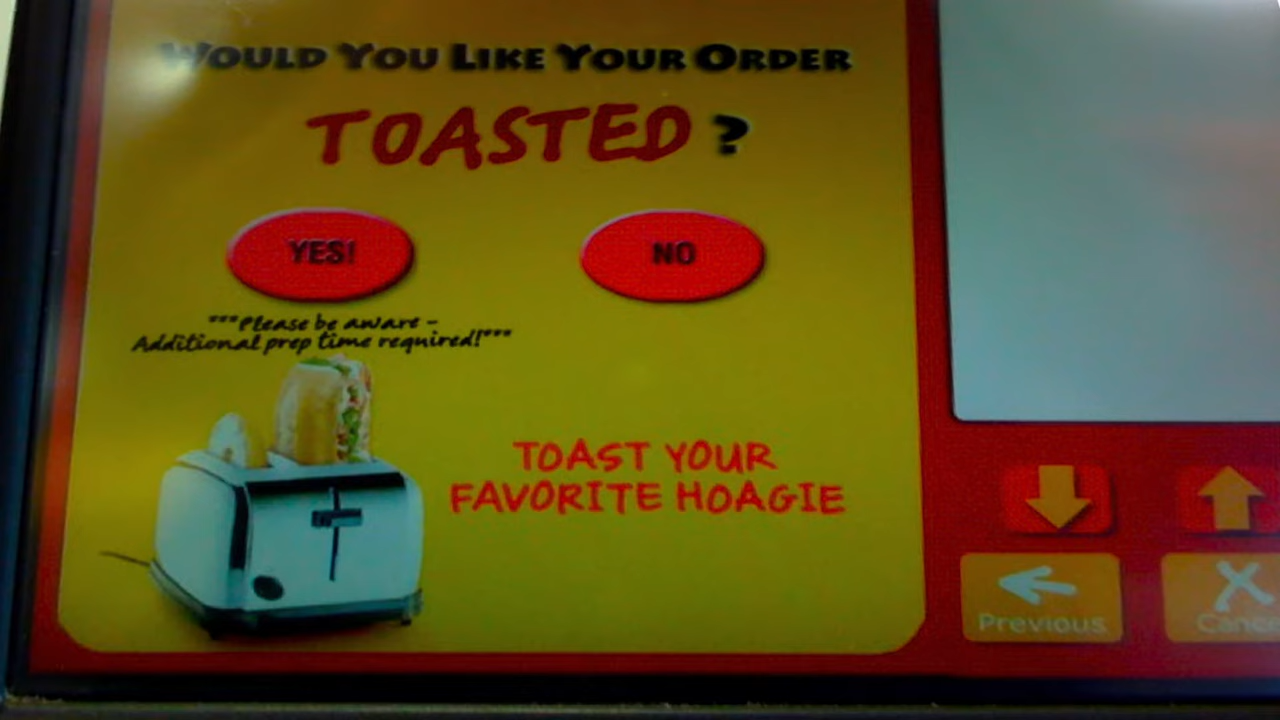 WOULD YOU LIKE YOUR ORDER
TOASTED ?
YES!
NO
***Please be aware -
Additional prep time required!***
TOAST YOUR
FAVORITE HOAGIE
Previous